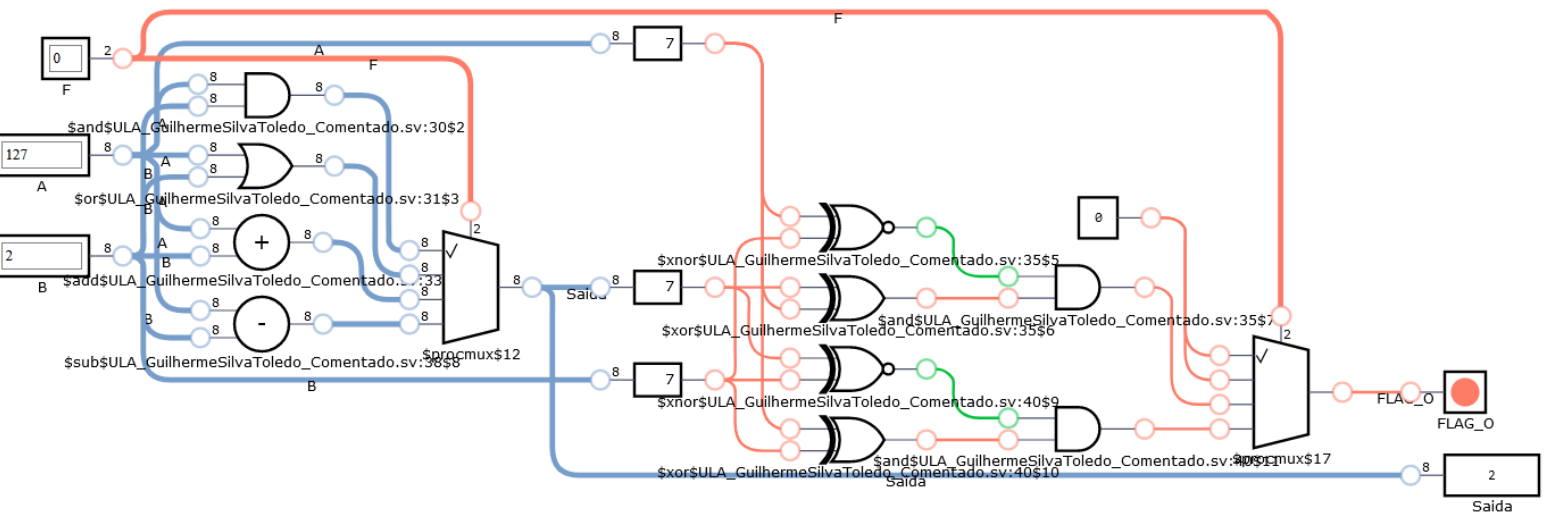 F
0
2
F
A
8
7
F
8
8
8
$and$ULA_GuilhermeSilvaToledo_Comentado.sv:30$2
A
127
8
A
8
A
8
8
B
$or$ULA_GuilhermeSilvaToledo_Comentado.sv:31$3
B
A
8
2
8
A
8
+
8
B
B
$add$ULA_GuilhermeSilvaToledo_Comentado.sv:33
2
8
8
8
8
8
Saida
8
7
8
B
8
-
8
$sub$ULA_GuilhermeSilvaToledo_Comentado.sv:38$8
$procmux$12
B
8
7
$xnor$ULA_GuilhermeSilvaToledo_Comentado.sv:35$5
0
$xor$ULA_GuilhermeSilvaToledo_Comentado.sv:35$6
$and$ULA_GuilhermeSilvaToledo_Comentado.sv:35$7
2
$xnor$ULA_GuilhermeSilvaToledo_Comentado.sv:40$9
FLAG_O
FLAG_O
$and$ULA_GuilhermeSilvaToledo_Comentado.sv:40$11
$procmux$17
$xor$ULA_GuilhermeSilvaToledo_Comentado.sv:40$10
Saida
8
2
Saida